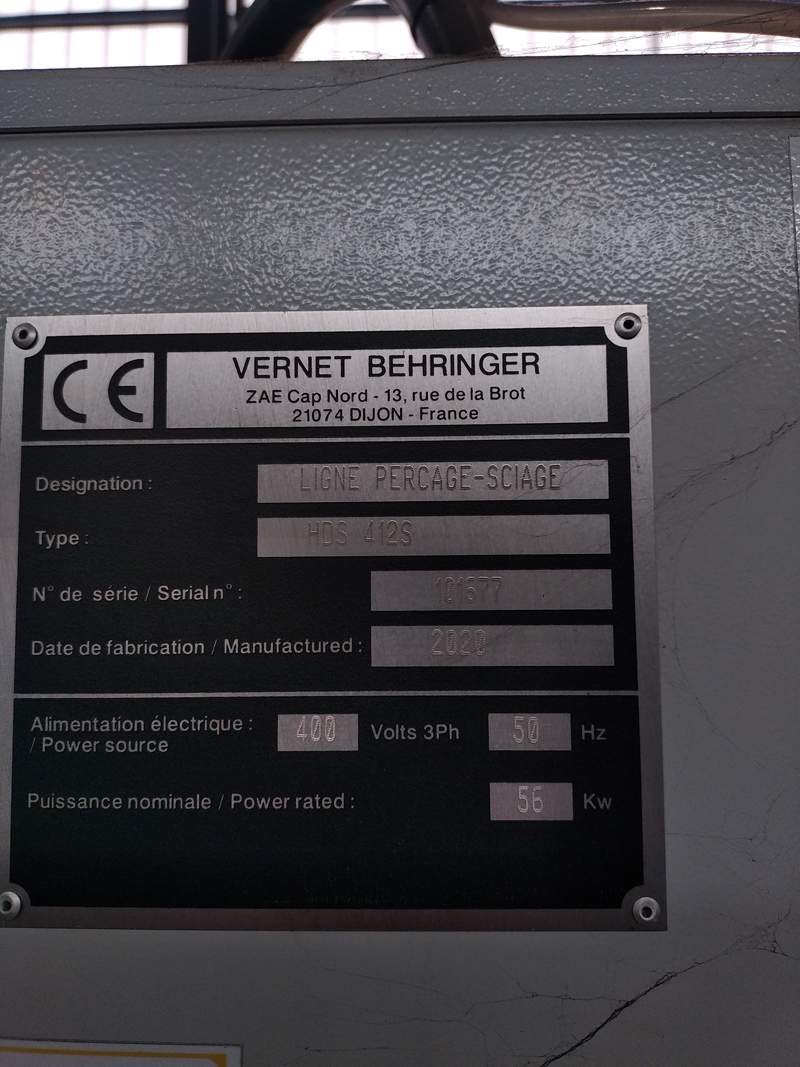 CE
VERNET BEHRINGER
ZAE Cap Nord - 13, rue de la Brot
21074 DIJON - France
Designation : LIGNE PERCAGE-SCIAGE
Type : HDS 412S
N° de série / Serial n° : 101677
Date de fabrication / Manufactured : 2020
Alimentation électrique : 400 Volts 3Ph 50 Hz
/ Power source
Puissance nominale / Power rated : 56 Kw